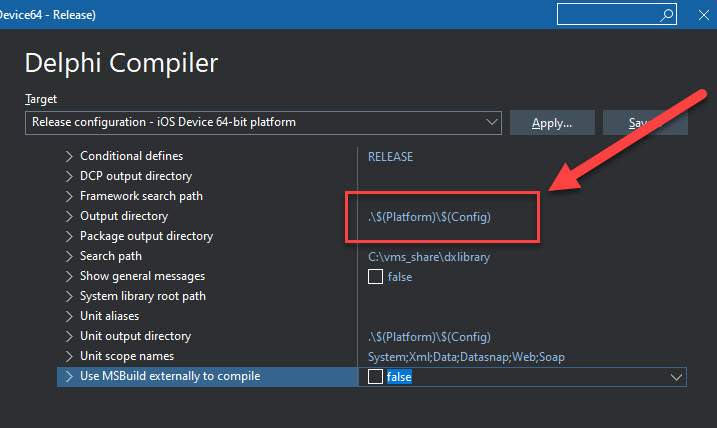 Device64 - Release)
Delphi Compiler
Target
Release configuration - iOS Device 64-bit platform
Apply...
Conditional defines RELEASE
DCP output directory
Framework search path
Output directory .\$(Platform)\$(Config)
Package output directory
Search path C:\vms_share\dxlibrary
Show general messages false
System library root path
Unit aliases
Unit output directory .\$(Platform)\$(Config)
Unit scope names System;Xml;Data;Datasnap;Web;Soap
Use MSBuild externally to compile false